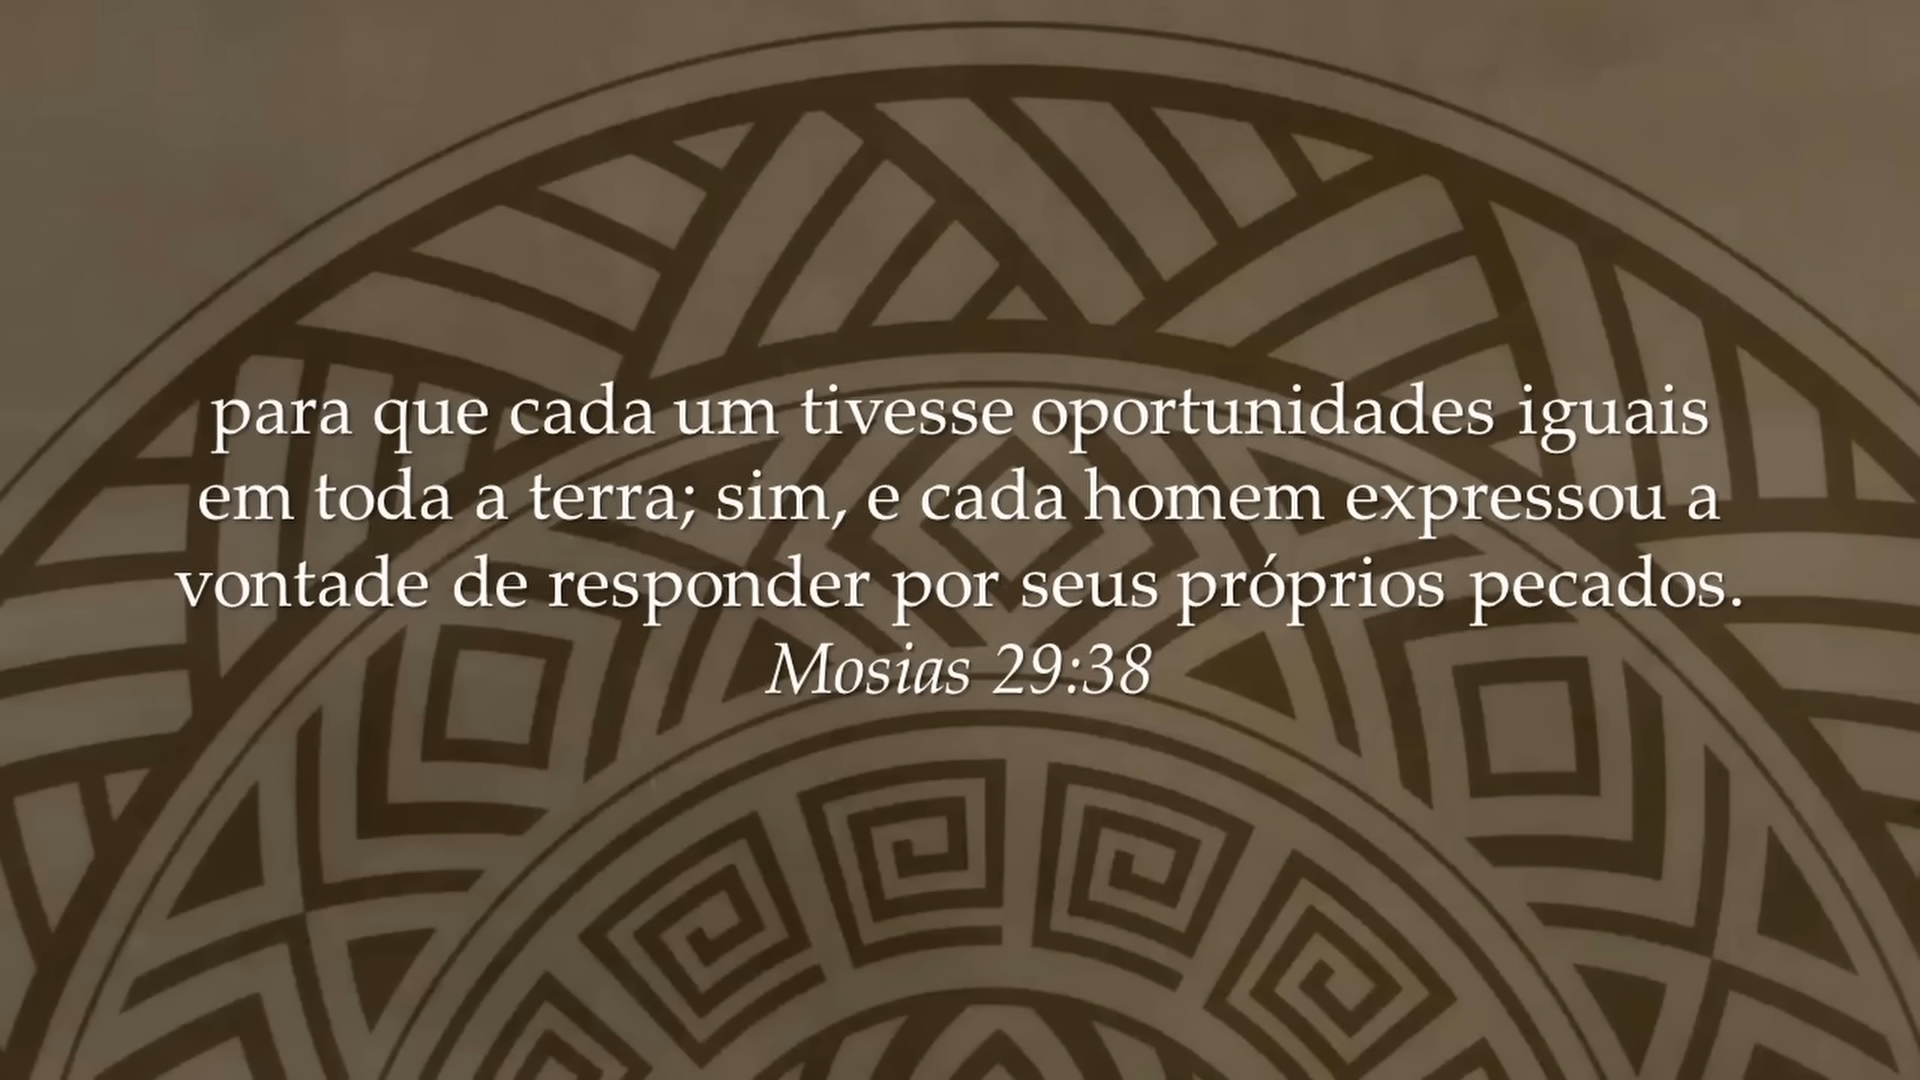 para que cada um tivesse oportunidades iguais
em toda a terra; sim, e cada homem expressou a
vontade de responder por seus próprios pecados.
Mosias 29:38